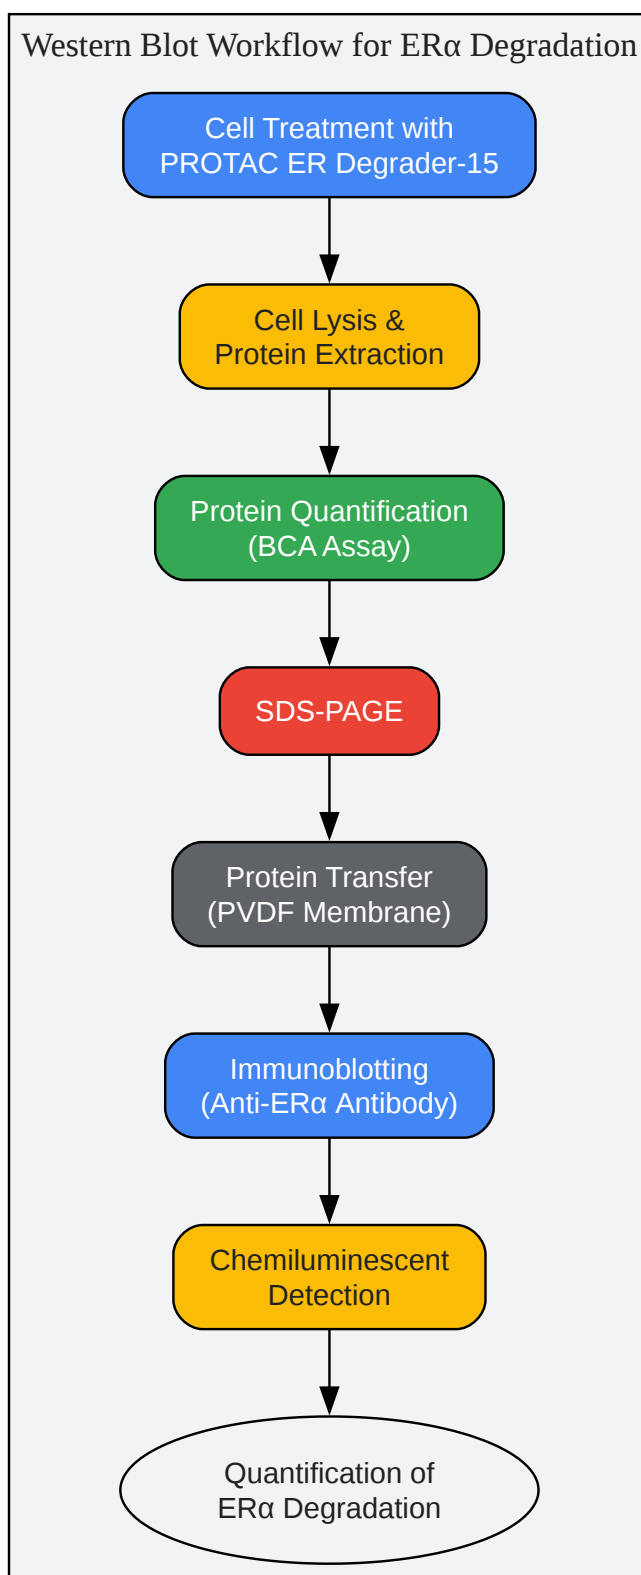 Western Blot Workflow for ERα Degradation
Cell Treatment with
PROTAC ER Degrader-15
Cell Lysis &
Protein Extraction
Protein Quantification
(BCA Assay)
SDS-PAGE
Protein Transfer
(PVDF Membrane)
Immunoblotting
(Anti-ERα Antibody)
Chemiluminescent
Detection
Quantification of
ERα Degradation